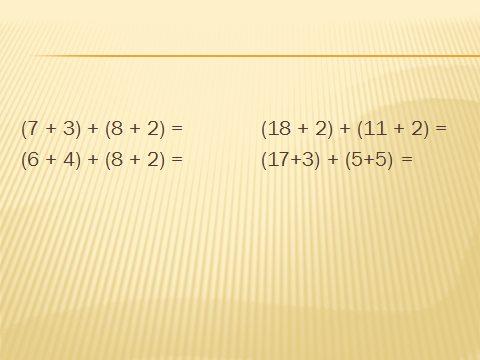 (7 + 3) + (8 + 2) =
(6 + 4) + (8 + 2) =
(18 + 2) + (11 + 2) =
(17+3) + (5+5) =